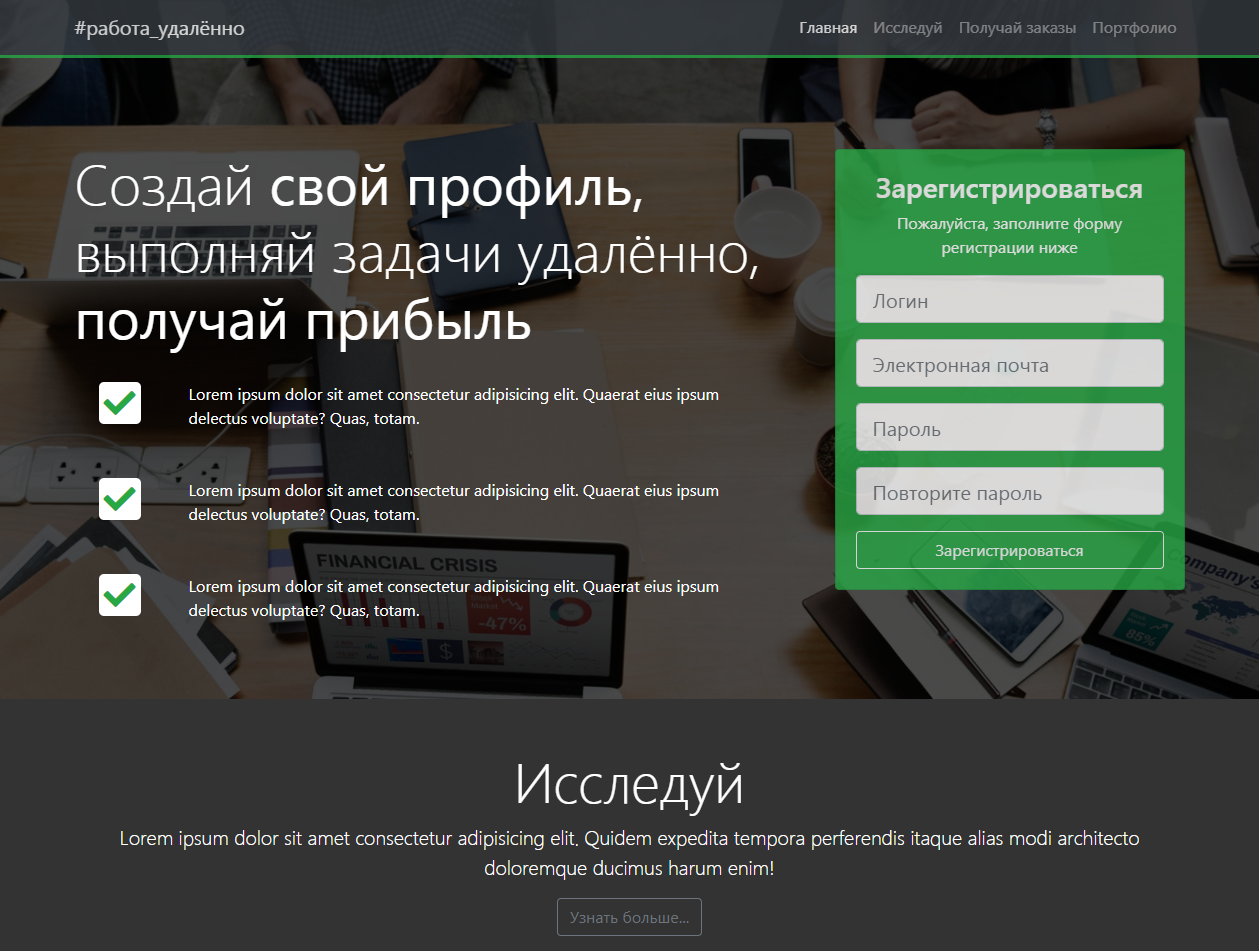 #работа_удалённо
Главная Исследуй Получай заказы Портфолио
Создай свой профиль,
выполняй задачи удалённо,
получай прибыль
Lorem ipsum dolor sit amet consectetur adipisicing elit. Quaerat eius ipsum
delectus voluptate? Quas, totam.
Lorem ipsum dolor sit amet consectetur adipisicing elit. Quaerat eius ipsum
delectus voluptate? Quas, totam.
Lorem ipsum dolor sit amet consectetur adipisicing elit. Quaerat eius ipsum
delectus voluptate? Quas, totam.
Зарегистрироваться
Пожалуйста, заполните форму
регистрации ниже
Логин
Электронная почта
Пароль
Повторите пароль
Зарегистрироваться
FINANCIAL CRISIS
-47%
$
company's
86%
Исследуй
Lorem ipsum dolor sit amet consectetur adipisicing elit. Quidem expedita tempora perferendis itaque alias modi architecto
doloremque ducimus harum enim!
Узнать больше...